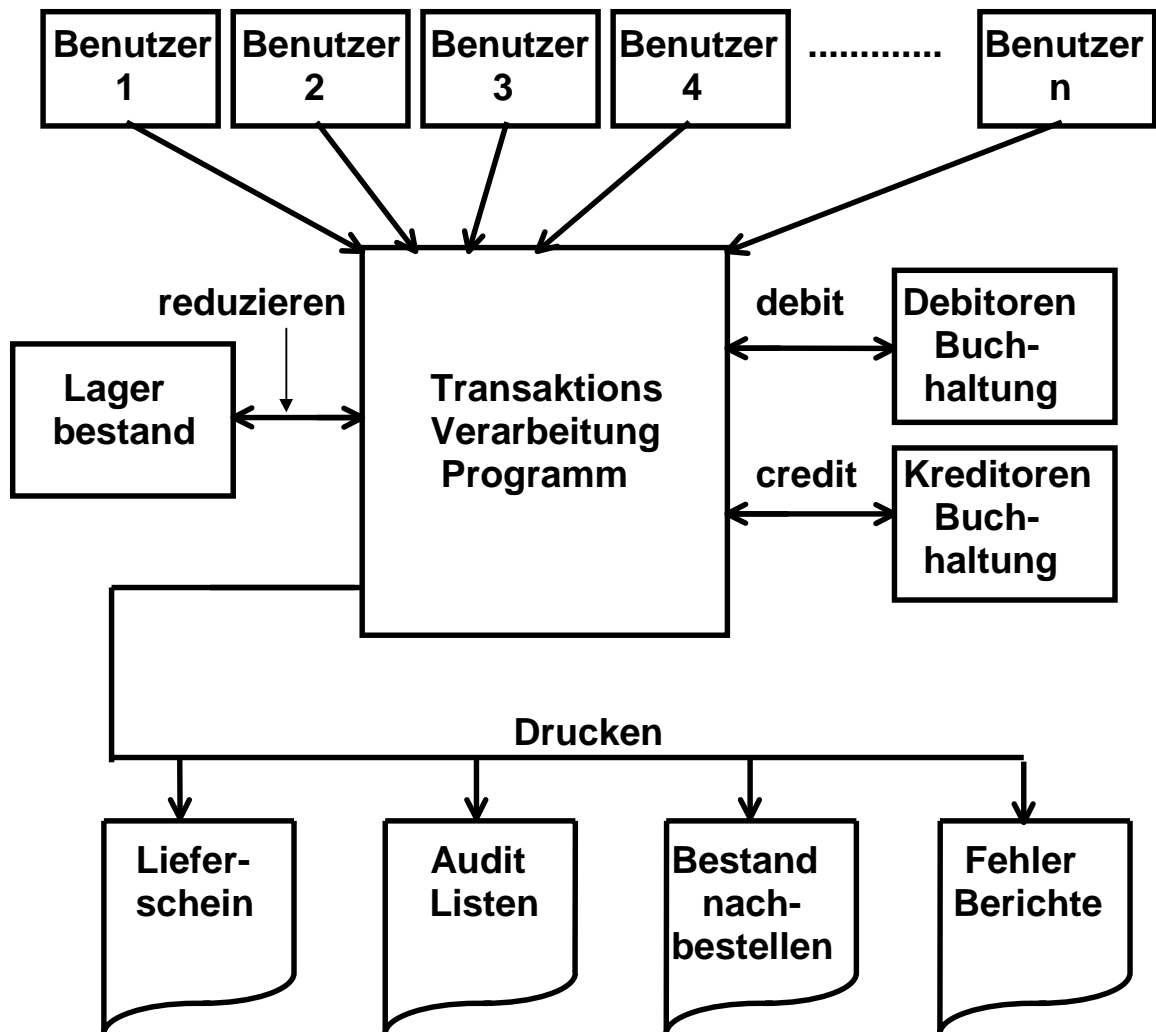 Benutzer
1
Benutzer
2
Benutzer
3
Benutzer
4
.............
Benutzer
n
reduzieren
Lager
bestand
Transaktions
Verarbeitung
Programm
debit
Debitoren
Buch-
haltung
credit
Kreditoren
Buch-
haltung
Drucken
Liefer-
schein
Audit
Listen
Bestand
nach-
bestellen
Fehler
Berichte